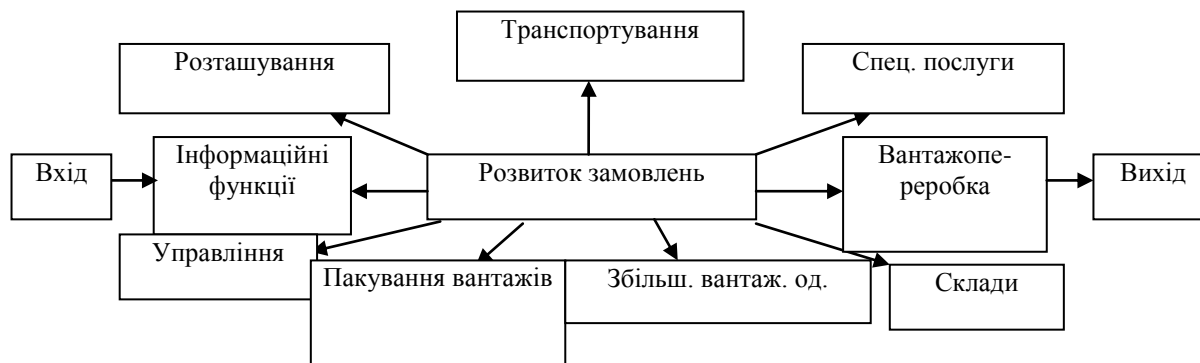 Транспортування
Розташування
Спец. послуги
Вхід
Інформаційні
функції
Розвиток замовлень
Вантажопе-
реробка
Вихід
Управління
Пакування вантажів
Збільш. вантаж. од.
Склади